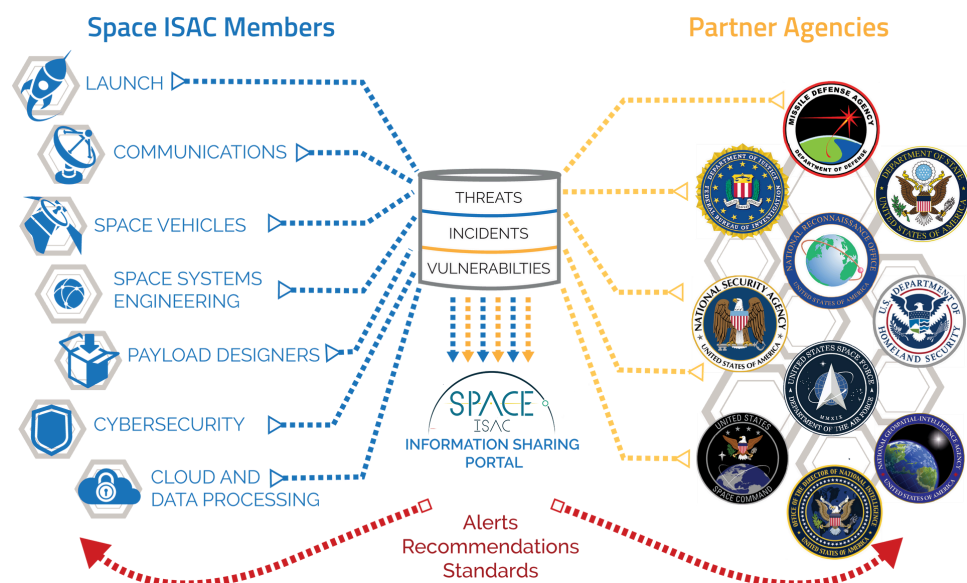 Space ISAC Members
Partner Agencies
LAUNCH
COMMUNICATIONS
SPACE VEHICLES
SPACE SYSTEMS
ENGINEERING
PAYLOAD DESIGNERS
CYBERSECURITY
CLOUD AND
DATA PROCESSING
THREATS
INCIDENTS
VULNERABILTIES
SPACE
ISAC
INFORMATION SHARING
PORTAL
Alerts
Recommendations
Standards
MISSILE DEFENSE AGENCY
DEPARTMENT OF DEFENSE
DEPARTMENT OF JUSTICE
FEDERAL BUREAU OF INVESTIGATION
DEPARTMENT OF STATE
UNITED STATES OF AMERICA
NATIONAL RECONNAISSANCE OFFICE
UNITED STATES OF AMERICA
NATIONAL SECURITY AGENCY
UNITED STATES OF AMERICA
U.S. DEPARTMENT OF
HOMELAND SECURITY
UNITED STATES SPACE FORCE
MMXIX
DEPARTMENT OF THE AIR FORCE
UNITED STATES
SPACE COMMAND
NATIONAL GEOSPATIAL-INTELLIGENCE AGENCY
UNITED STATES OF AMERICA
OFFICE OF THE DIRECTOR OF NATIONAL INTELLIGENCE
UNITED STATES OF AMERICA